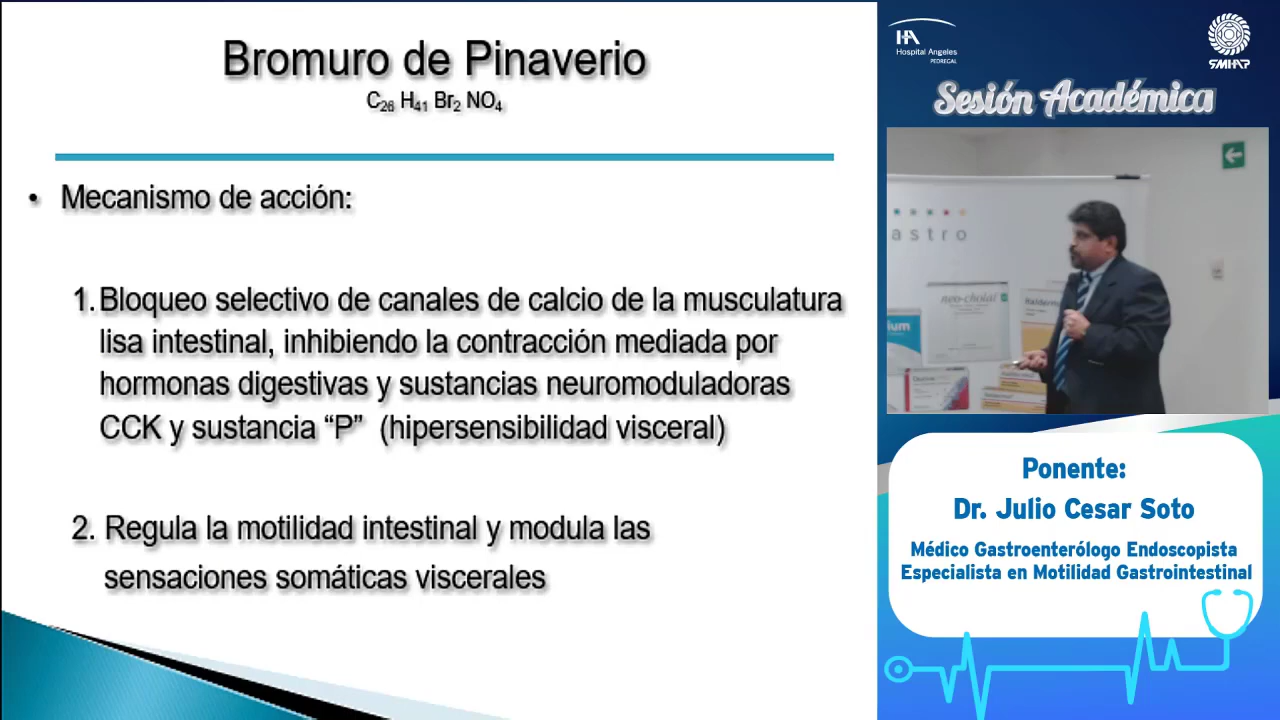 Bromuro de Pinaverio
C26 H41 Br2 NO4
• Mecanismo de acción:
1. Bloqueo selectivo de canales de calcio de la musculatura
lisa intestinal, inhibiendo la contracción mediada por
hormonas digestivas y sustancias neuromoduladoras
CCK y sustancia “P” (hipersensibilidad visceral)
2. Regula la motilidad intestinal y modula las
sensaciones somáticas viscerales
HA
Hospital Angeles
PEDREGAL
SMHAP
Sesión Académica
astro
neo-cholal
Ponente:
Dr. Julio Cesar Soto
Médico Gastroenterólogo Endoscopista
Especialista en Motilidad Gastrointestinal